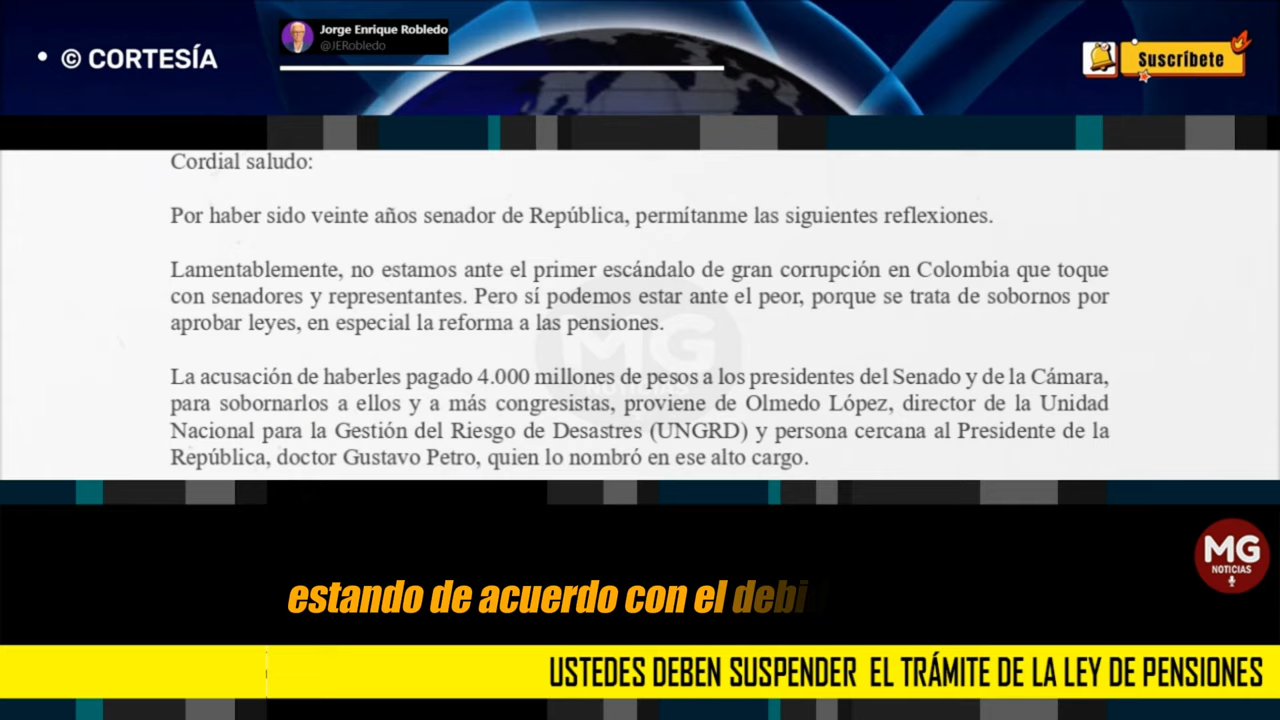 • © CORTESÍA
Jorge Enrique Robledo
@JERobledo
Suscríbete
Cordial saludo:
Por haber sido veinte años senador de República, permítanme las siguientes reflexiones.
Lamentablemente, no estamos ante el primer escándalo de gran corrupción en Colombia que toque
con senadores y representantes. Pero sí podemos estar ante el peor, porque se trata de sobornos por
aprobar leyes, en especial la reforma a las pensiones.
La acusación de haberles pagado 4.000 millones de pesos a los presidentes del Senado y de la Cámara,
para sobornarlos a ellos y a más congresistas, proviene de Olmedo López, director de la Unidad
Nacional para la Gestión del Riesgo de Desastres (UNGRD) y persona cercana al Presidente de la
República, doctor Gustavo Petro, quien lo nombró en ese alto cargo.
MG
MG
NOTICIAS
estando de acuerdo con el debi
USTEDES DEBEN SUSPENDER EL TRÁMITE DE LA LEY DE PENSIONES